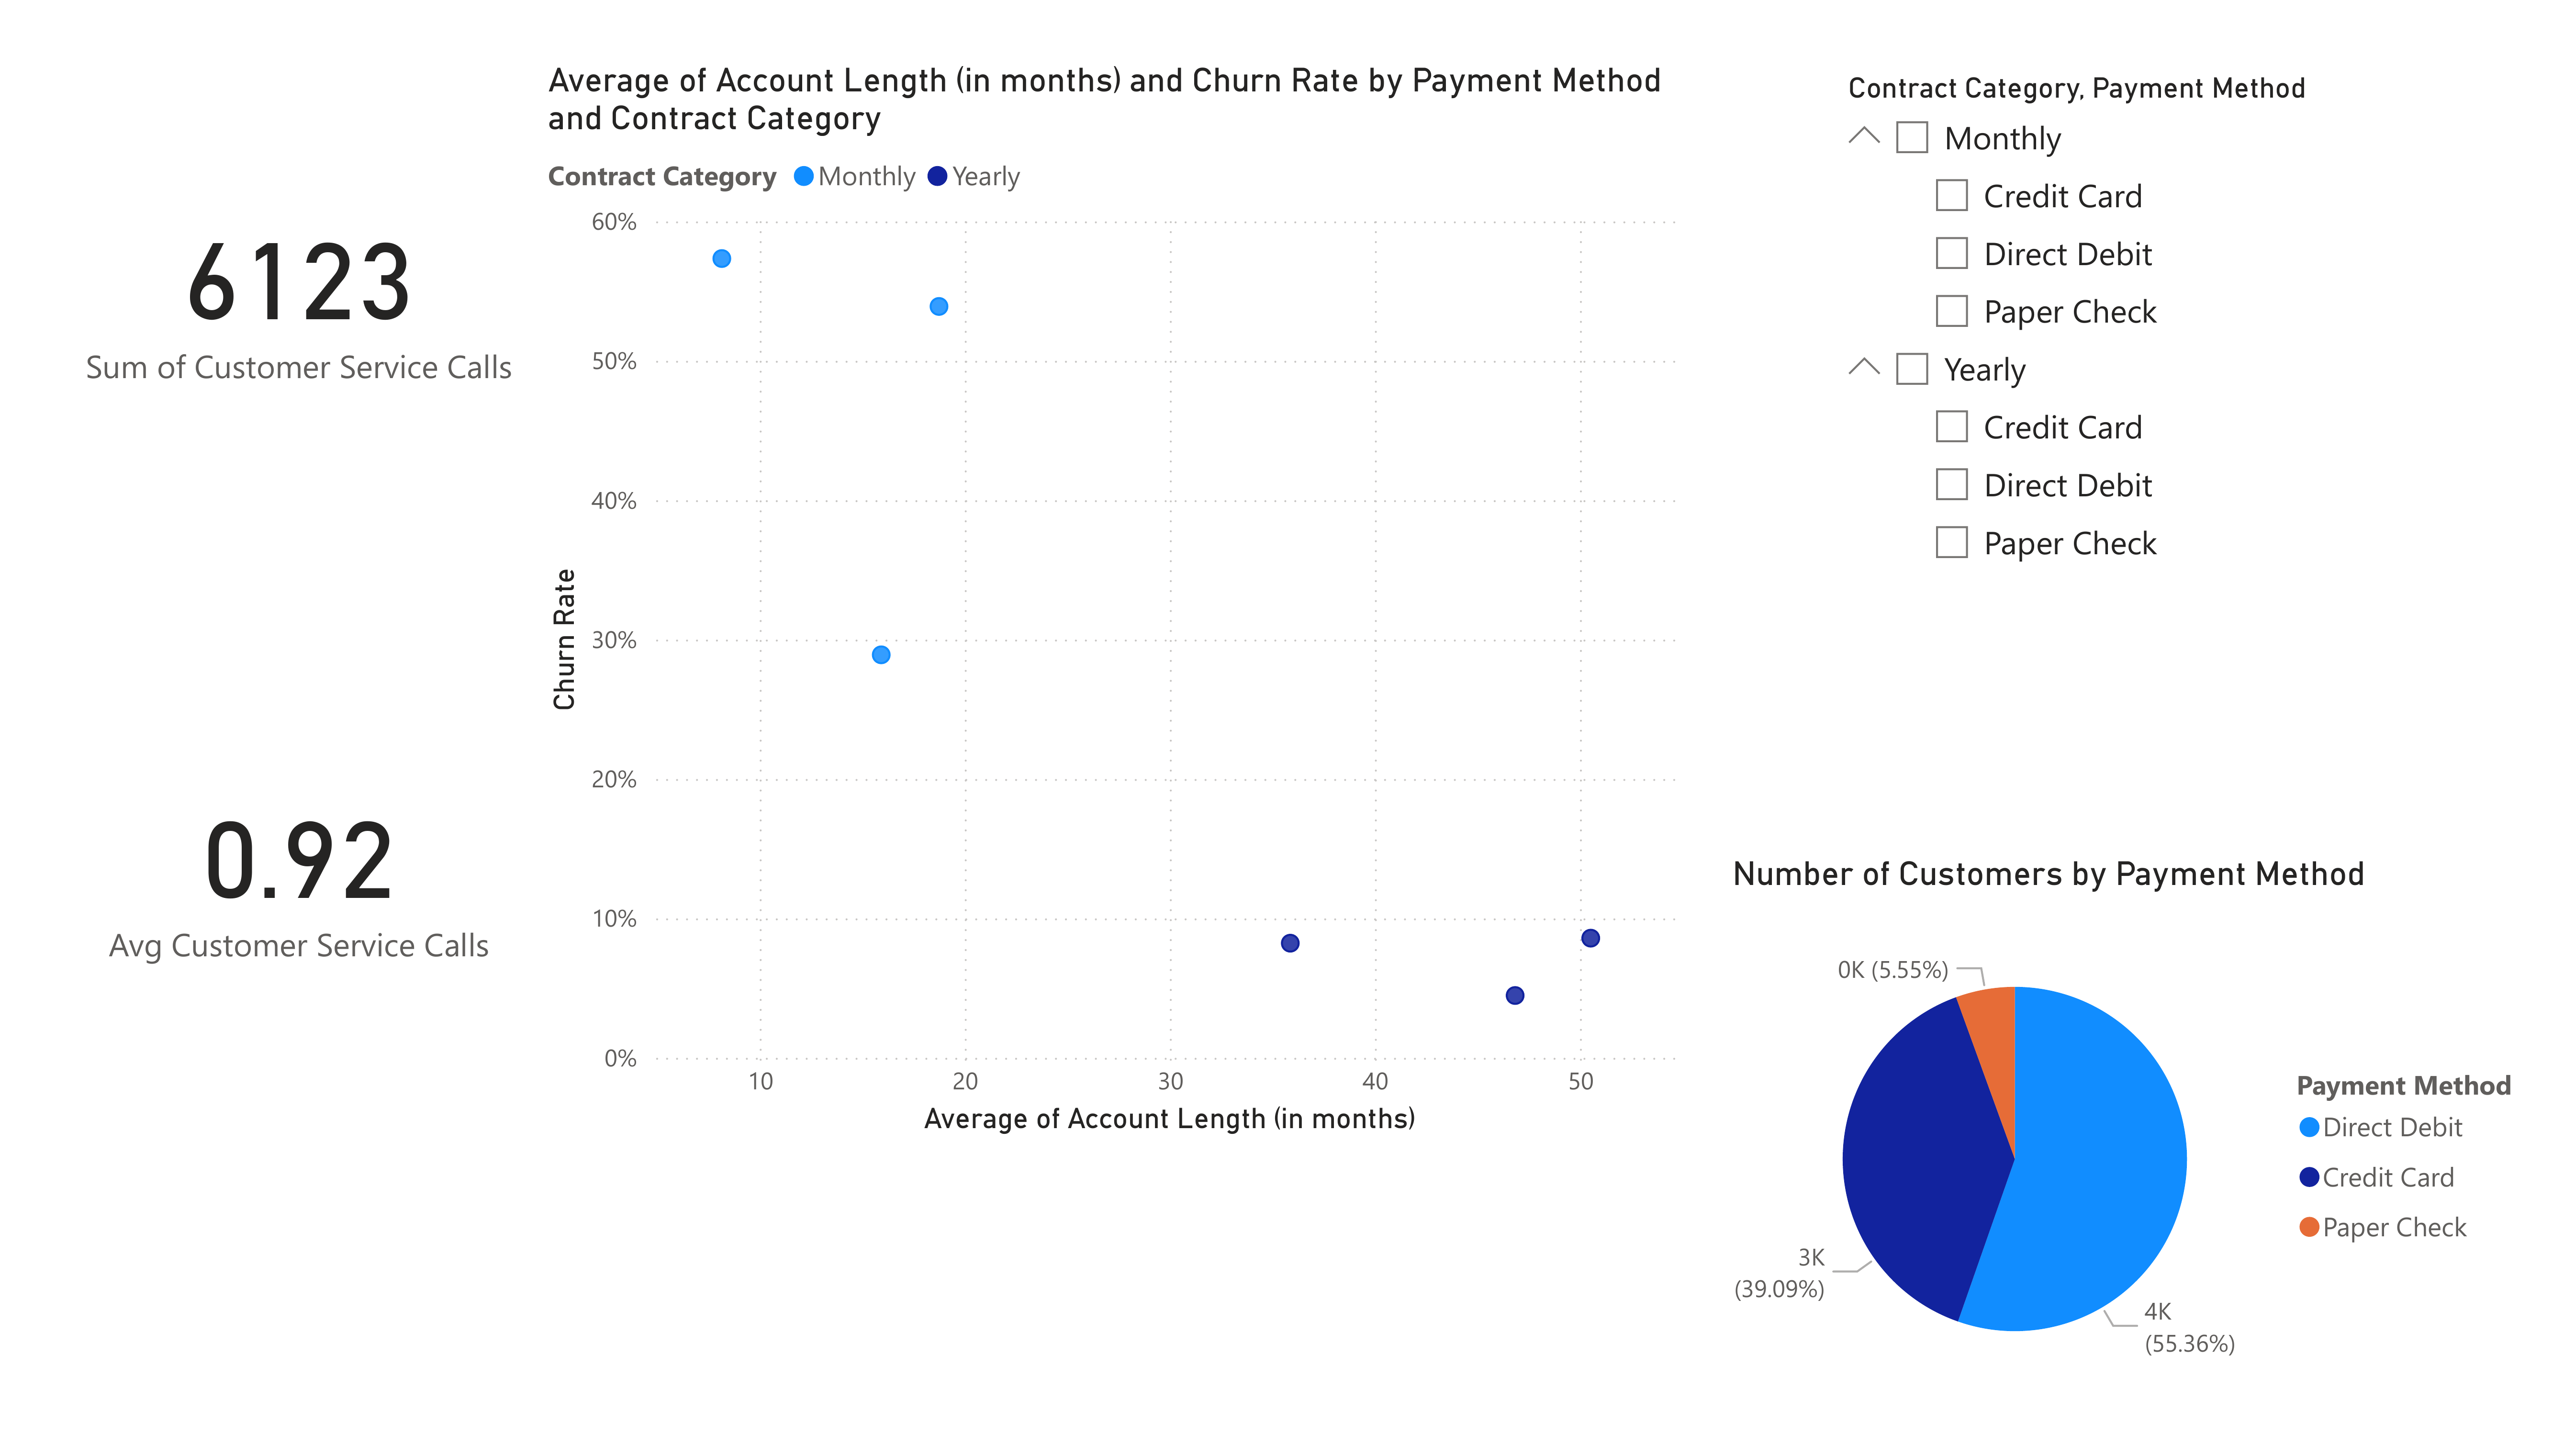 6123
Sum of Customer Service Calls
0.92
Avg Customer Service Calls
Average of Account Length (in months) and Churn Rate by Payment Method
and Contract Category
Contract Category Monthly Yearly
60%
50%
40%
30%
20%
10%
0%
Churn Rate
10 20 30 40 50
Average of Account Length (in months)
Contract Category, Payment Method
Monthly
Credit Card
Direct Debit
Paper Check
Yearly
Credit Card
Direct Debit
Paper Check
Number of Customers by Payment Method
0K (5.55%)
3K
(39.09%)
4K
(55.36%)
Payment Method
Direct Debit
Credit Card
Paper Check